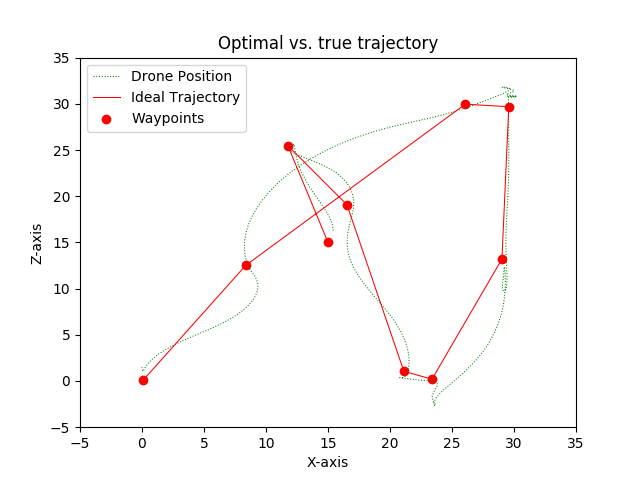 Optimal vs. true trajectory
Drone Position
Ideal Trajectory
Waypoints
35
30
25
20
15
10
5
0
−5
Z-axis
−5 0 5 10 15 20 25 30 35
X-axis